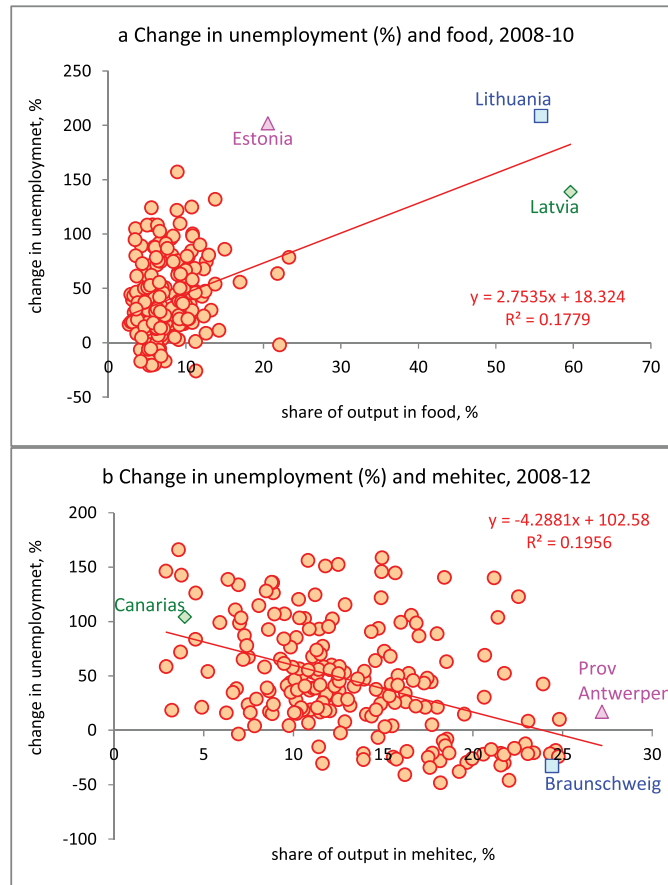 a Change in unemployment (%) and food, 2008-10
250
200
150
100
50
0
-50
0 10 20 30 40 50 60 70
change in unemploymnet, %
Estonia
Lithuania
Latvia
y = 2.7535x + 18.324
R² = 0.1779
share of output in food, %
b Change in unemployment (%) and mehitec, 2008-12
200
150
100
50
0
-50
-100
0 5 10 15 20 25 30
change in unemploymnet, %
y = -4.2881x + 102.58
R² = 0.1956
Canarias
Prov
Antwerpen
Braunschweig
share of output in mehitec, %